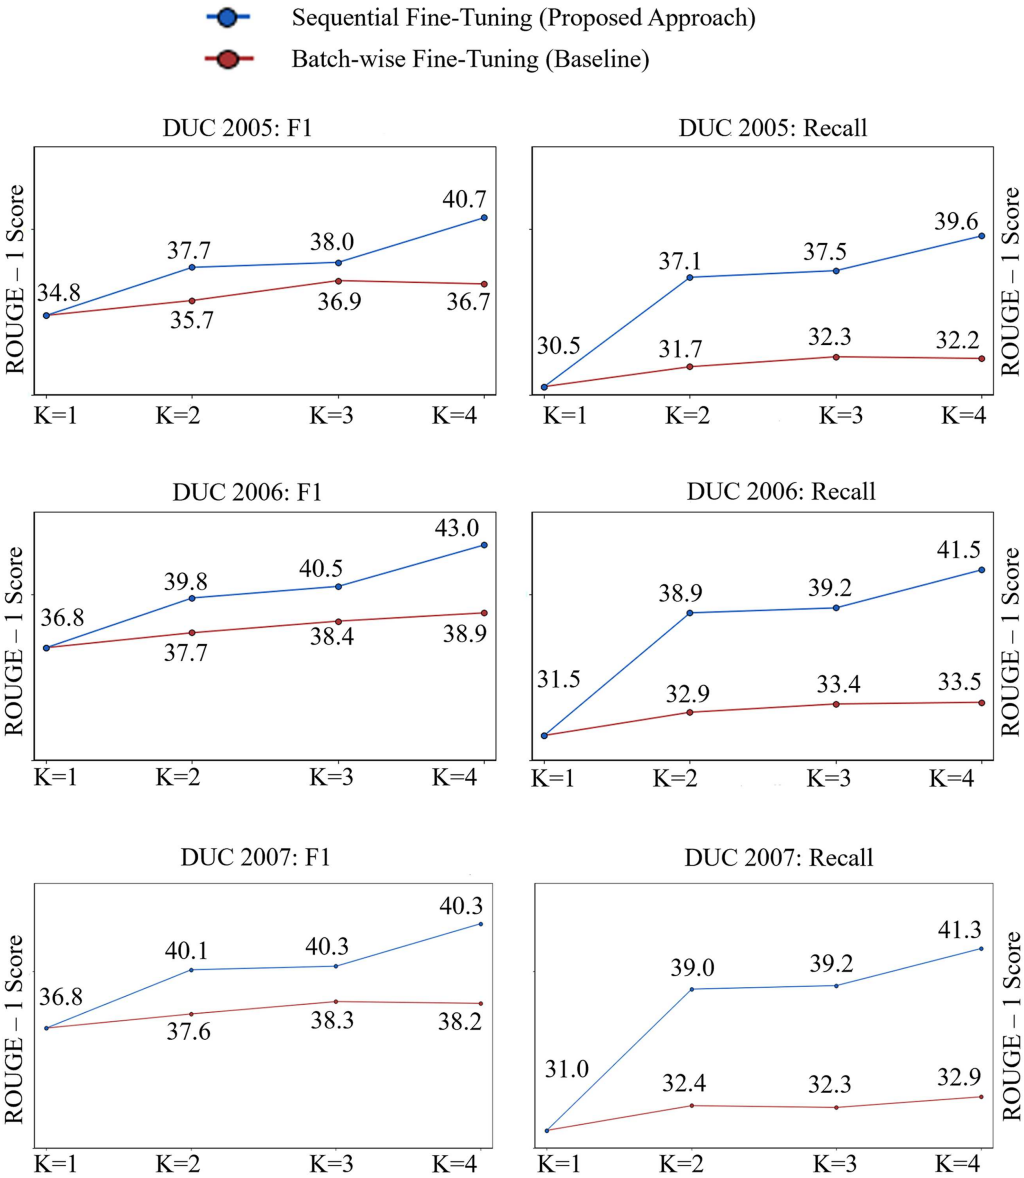 Sequential Fine-Tuning (Proposed Approach)
Batch-wise Fine-Tuning (Baseline)
DUC 2005: F1
ROUGE – 1 Score
34.8
37.7
38.0
40.7
35.7
36.9
36.7
K=1
K=2
K=3
K=4
DUC 2005: Recall
ROUGE – 1 Score
30.5
37.1
37.5
39.6
31.7
32.3
32.2
K=1
K=2
K=3
K=4
DUC 2006: F1
ROUGE – 1 Score
36.8
39.8
40.5
43.0
37.7
38.4
38.9
K=1
K=2
K=3
K=4
DUC 2006: Recall
ROUGE – 1 Score
31.5
38.9
39.2
41.5
32.9
33.4
33.5
K=1
K=2
K=3
K=4
DUC 2007: F1
ROUGE – 1 Score
36.8
40.1
40.3
40.3
37.6
38.3
38.2
K=1
K=2
K=3
K=4
DUC 2007: Recall
ROUGE – 1 Score
31.0
39.0
39.2
41.3
32.4
32.3
32.9
K=1
K=2
K=3
K=4